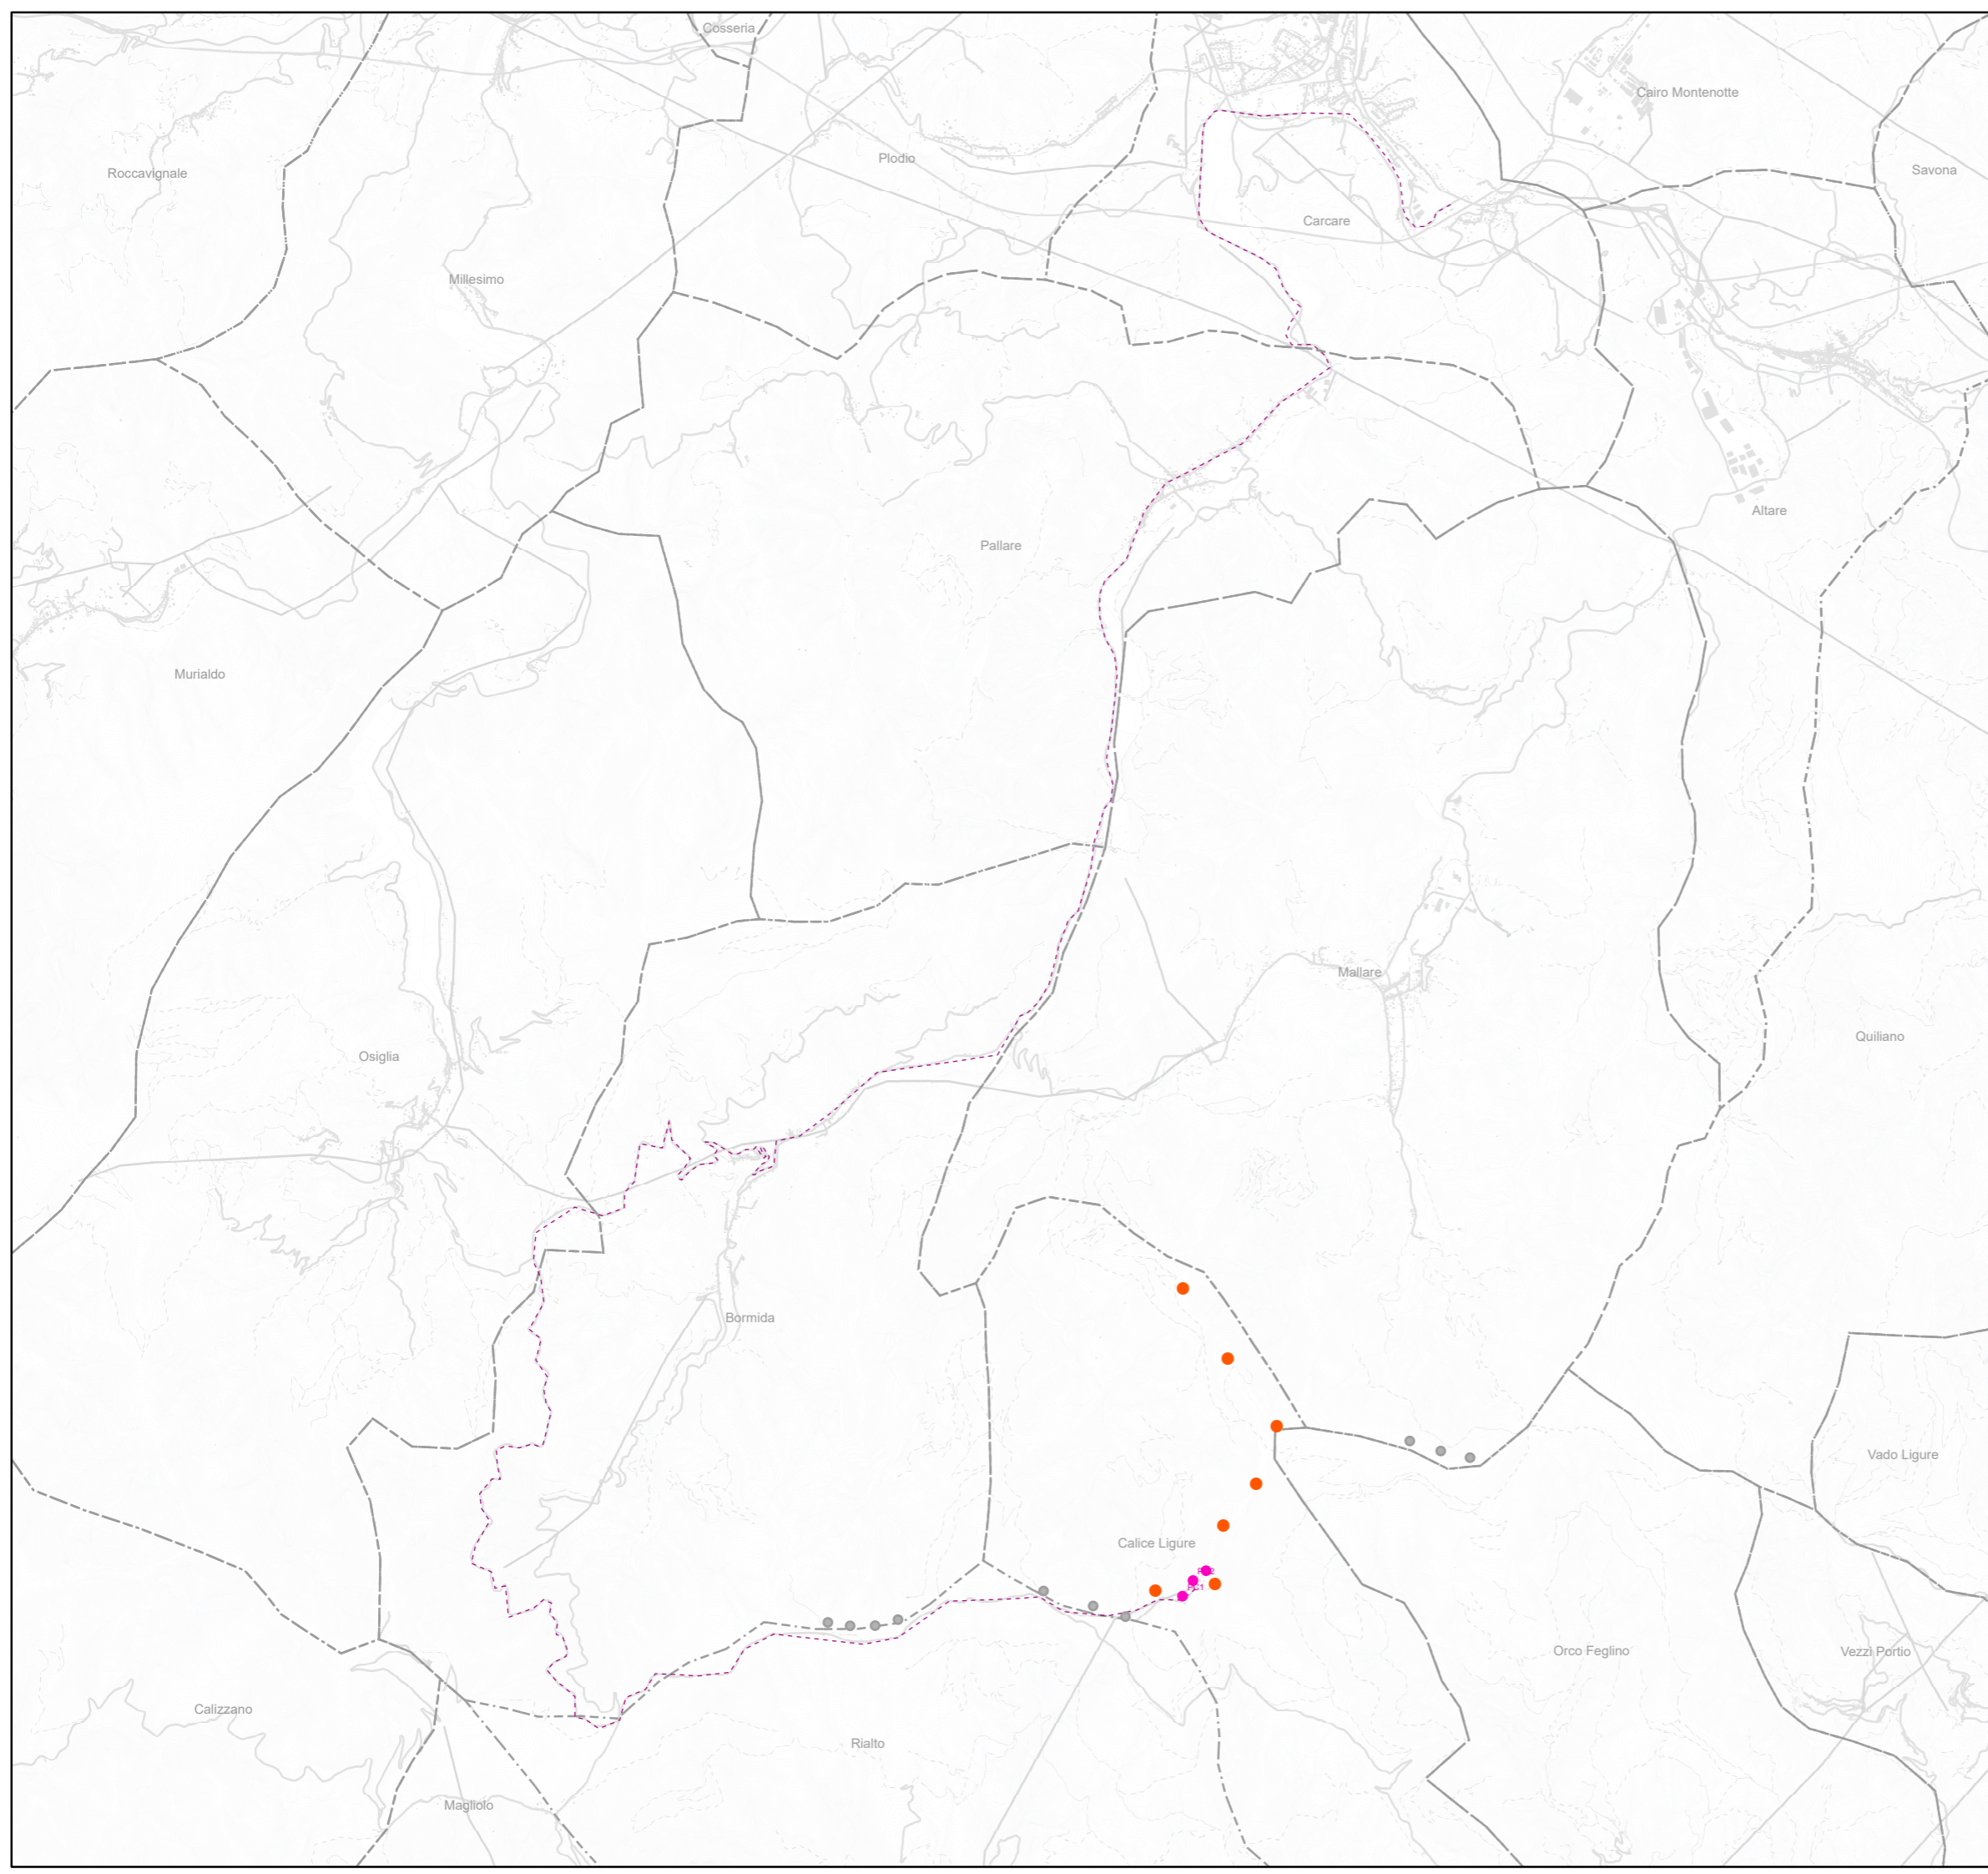 Cosseria
Cairo Montenotte
Plodio
Savona
Roccavignale
Carcare
Millesimo
Altare
Pallare
Murialdo
Mallare
Quiliano
Osiglia
Bormida
Vado Ligure
Calice Ligure
Orco Feglino
Vezzi Portio
Calizzano
Rialto
Magliolo